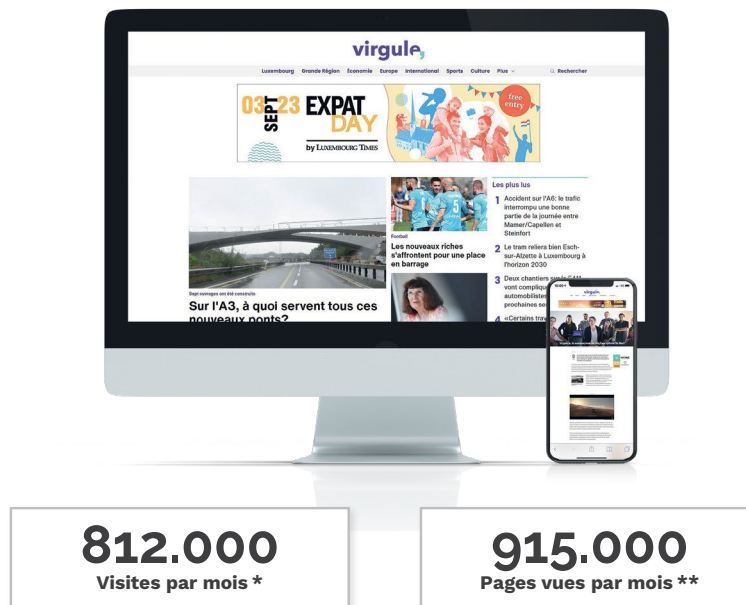 virgule,
Luxembourg Grande Région Économie Europe International Sports Culture Plus Rechercher
03 SEPT 23 EXPAT DAY
by LUXEMBOURG TIMES
free
entry
Les plus lus
1 Accident sur l'A6: le trafic
interrompu une bonne
partie de la journée entre
Mamer/Capellen et
Steinfort
2 Le tram reliera bien Esch-
sur-Alzette à Luxembourg à
l'horizon 2030
3 Deux chantiers sur
vont compliqu
automobilistes
prochaines se
4 «Certains trav
Football
Les nouveaux riches
s'affrontent pour une place
en barrage
Sept ouvrages ont été construits
Sur l'A3, à quoi servent tous ces
nouveaux ponts?
virgule,
812.000
Visites par mois *
915.000
Pages vues par mois **